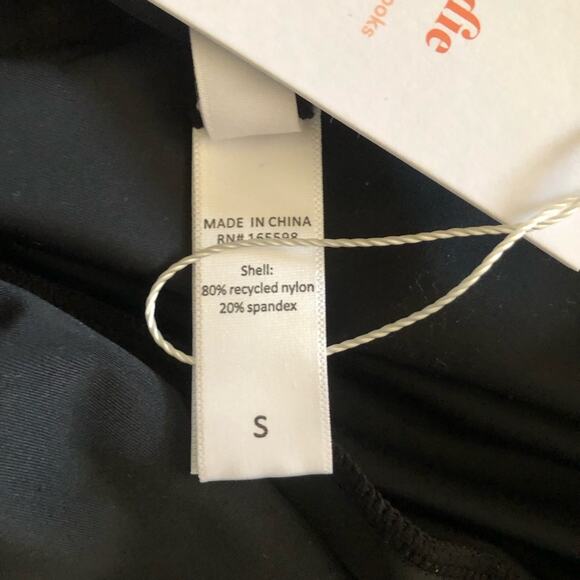 MADE IN CHINA
RN# 165598
Shell:
80% recycled nylon
20% spandex
S